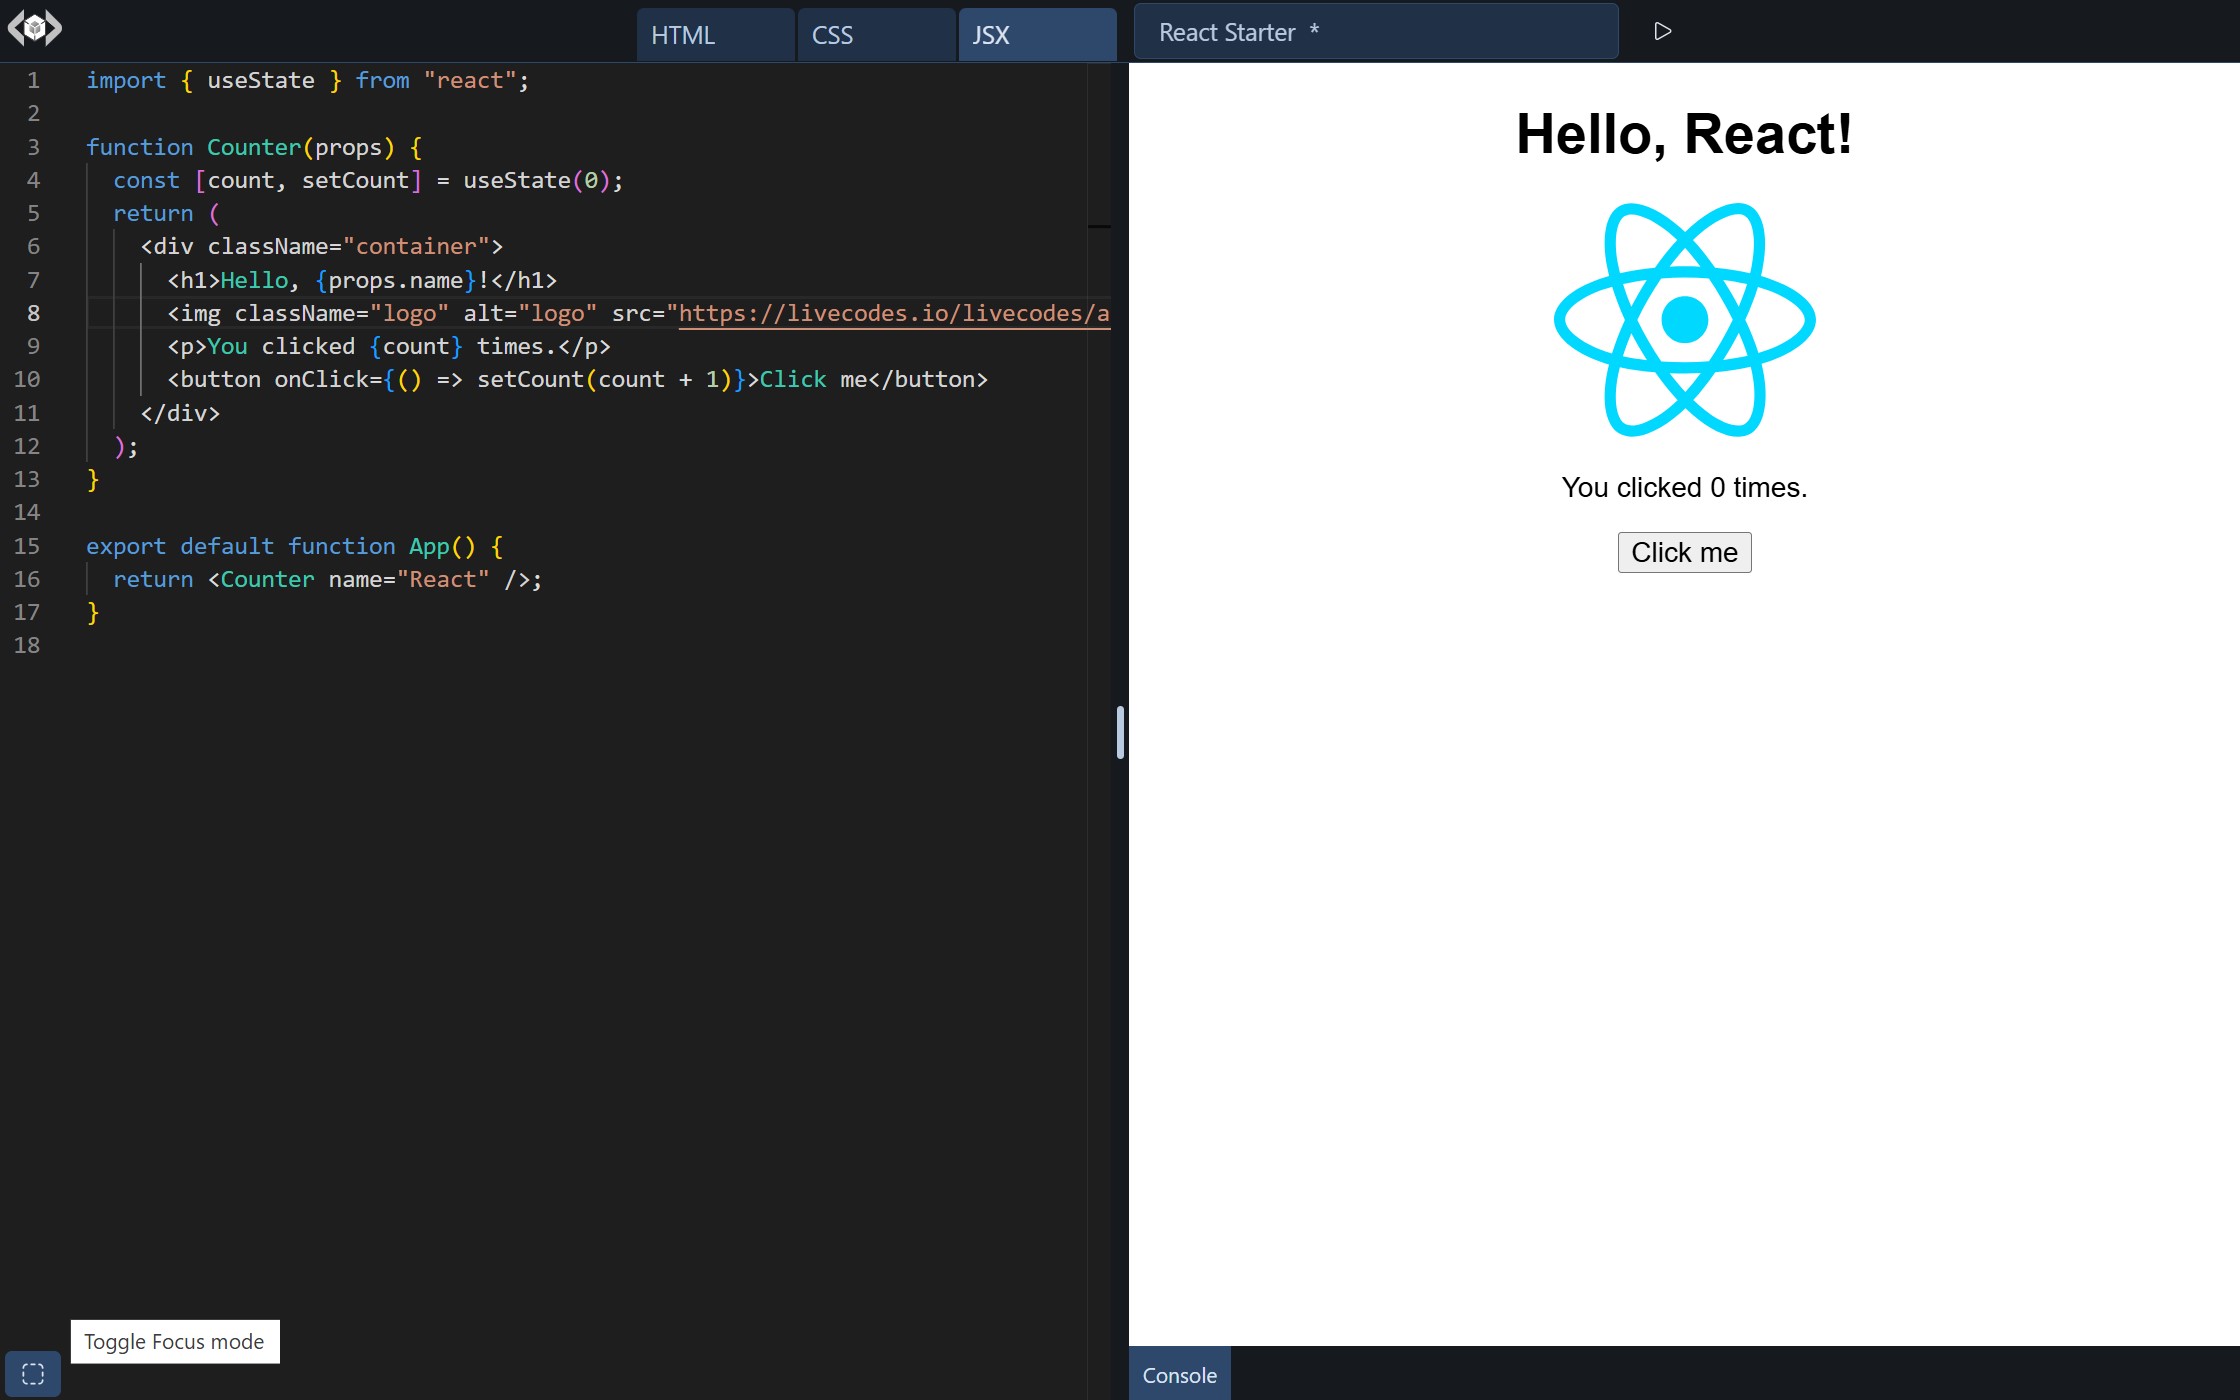 HTML
CSS
JSX
React Starter *
1 import { useState } from "react";
2
3 function Counter(props) {
4 const [count, setCount] = useState(0);
5 return (
6 <div className="container">
7 <h1>Hello, {props.name}!</h1>
8 <img className="logo" alt="logo" src="https://livecodes.io/livecodes/a
9 <p>You clicked {count} times.</p>
10 <button onClick={() => setCount(count + 1)}>Click me</button>
11 </div>
12 );
13 }
14
15 export default function App() {
16 return <Counter name="React" />;
17 }
18
Toggle Focus mode
Hello, React!
You clicked 0 times.
Click me
Console